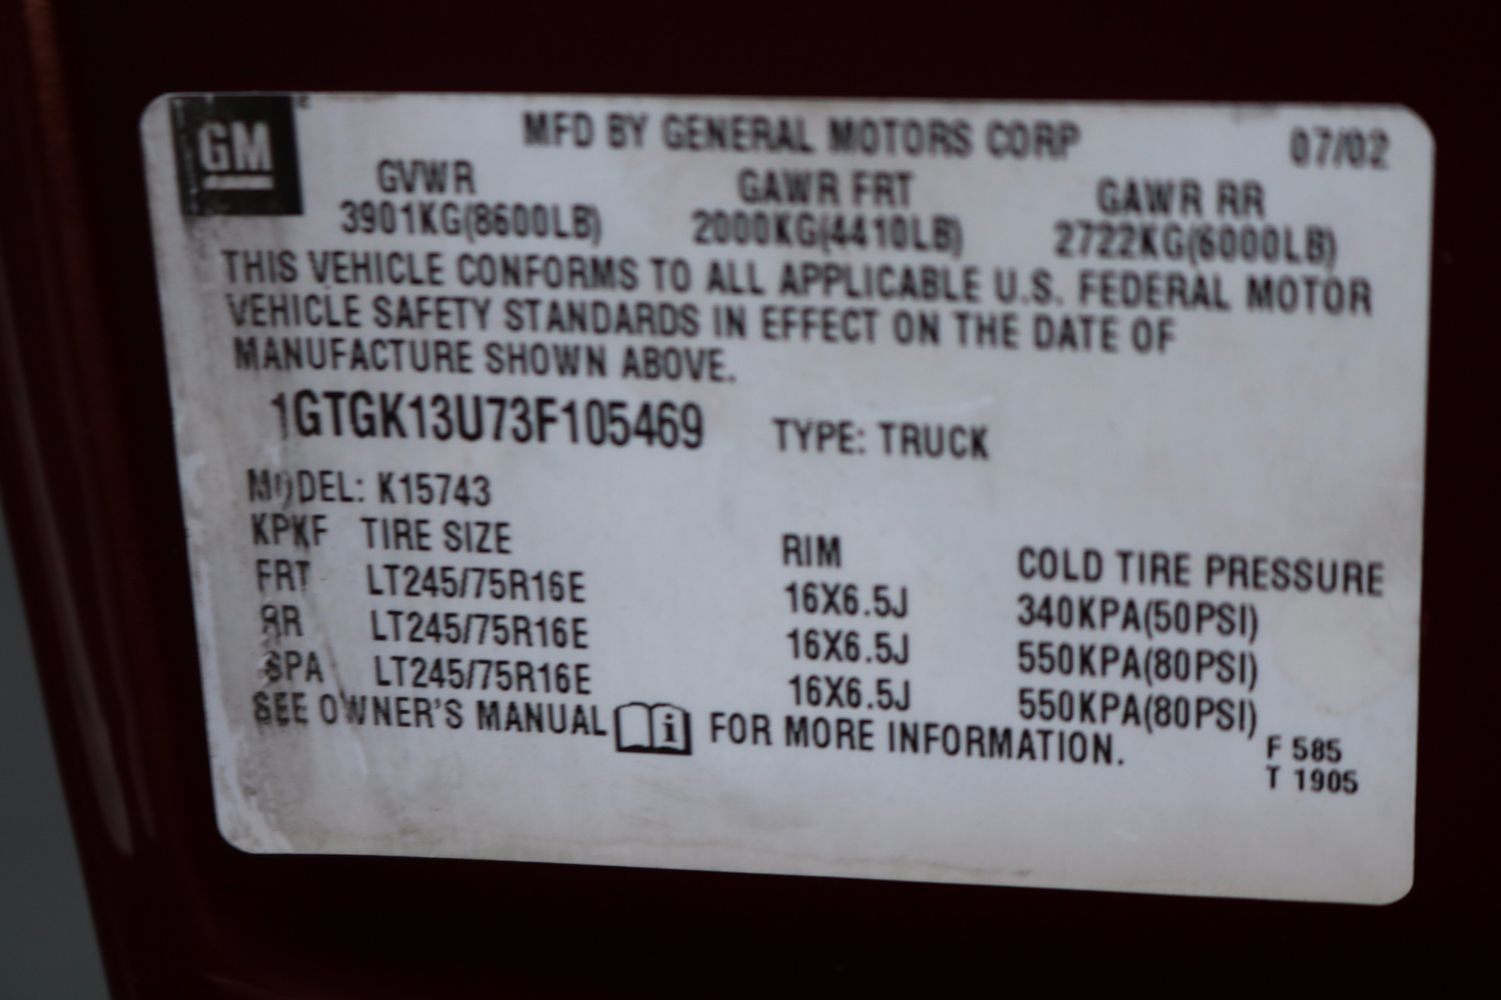 GM
MFD BY GENERAL MOTORS CORP 07/02
GVWR GAWR FRT GAWR RR
3901KG(8600LB) 2000KG(4410LB) 2722KG(6000LB)
THIS VEHICLE CONFORMS TO ALL APPLICABLE U.S. FEDERAL MOTOR
VEHICLE SAFETY STANDARDS IN EFFECT ON THE DATE OF
MANUFACTURE SHOWN ABOVE.
1GTGK13U73F105469 TYPE: TRUCK
MODEL: K15743
KPKF TIRE SIZE RIM COLD TIRE PRESSURE
FRT LT245/75R16E 16X6.5J 340KPA(50PSI)
RR LT245/75R16E 16X6.5J 550KPA(80PSI)
SPA LT245/75R16E 16X6.5J 550KPA(80PSI)
SEE OWNER'S MANUAL i FOR MORE INFORMATION.
F 585
T 1905